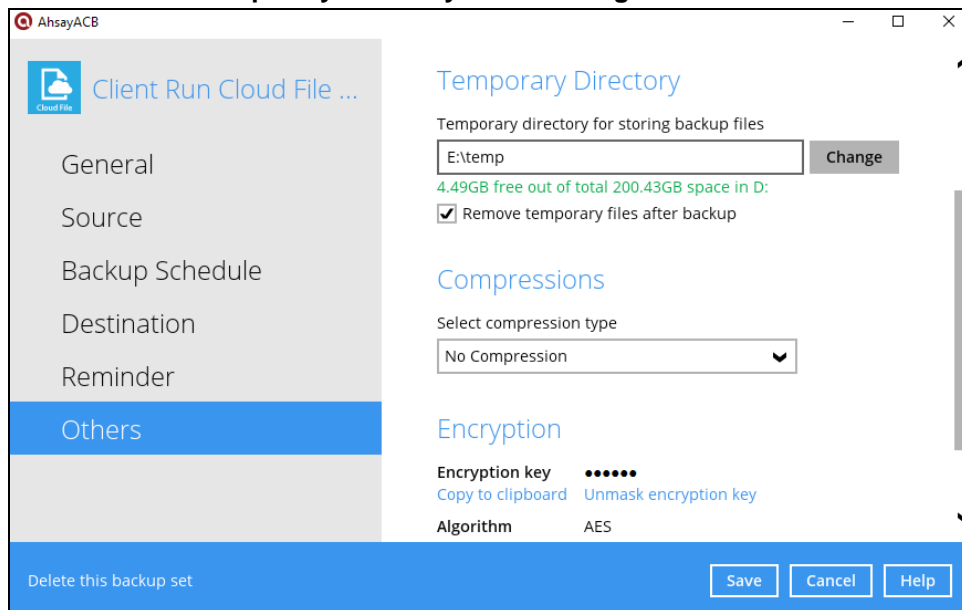 AhsayACB
Client Run Cloud File ...
Cloud File
General
Source
Backup Schedule
Destination
Reminder
Others
Temporary Directory
Temporary directory for storing backup files
E:\temp
Change
4.49GB free out of total 200.43GB space in D:
Remove temporary files after backup
Compressions
Select compression type
No Compression
Encryption
Encryption key ••••••
Copy to clipboard Unmask encryption key
Algorithm AES
Delete this backup set
Save Cancel Help